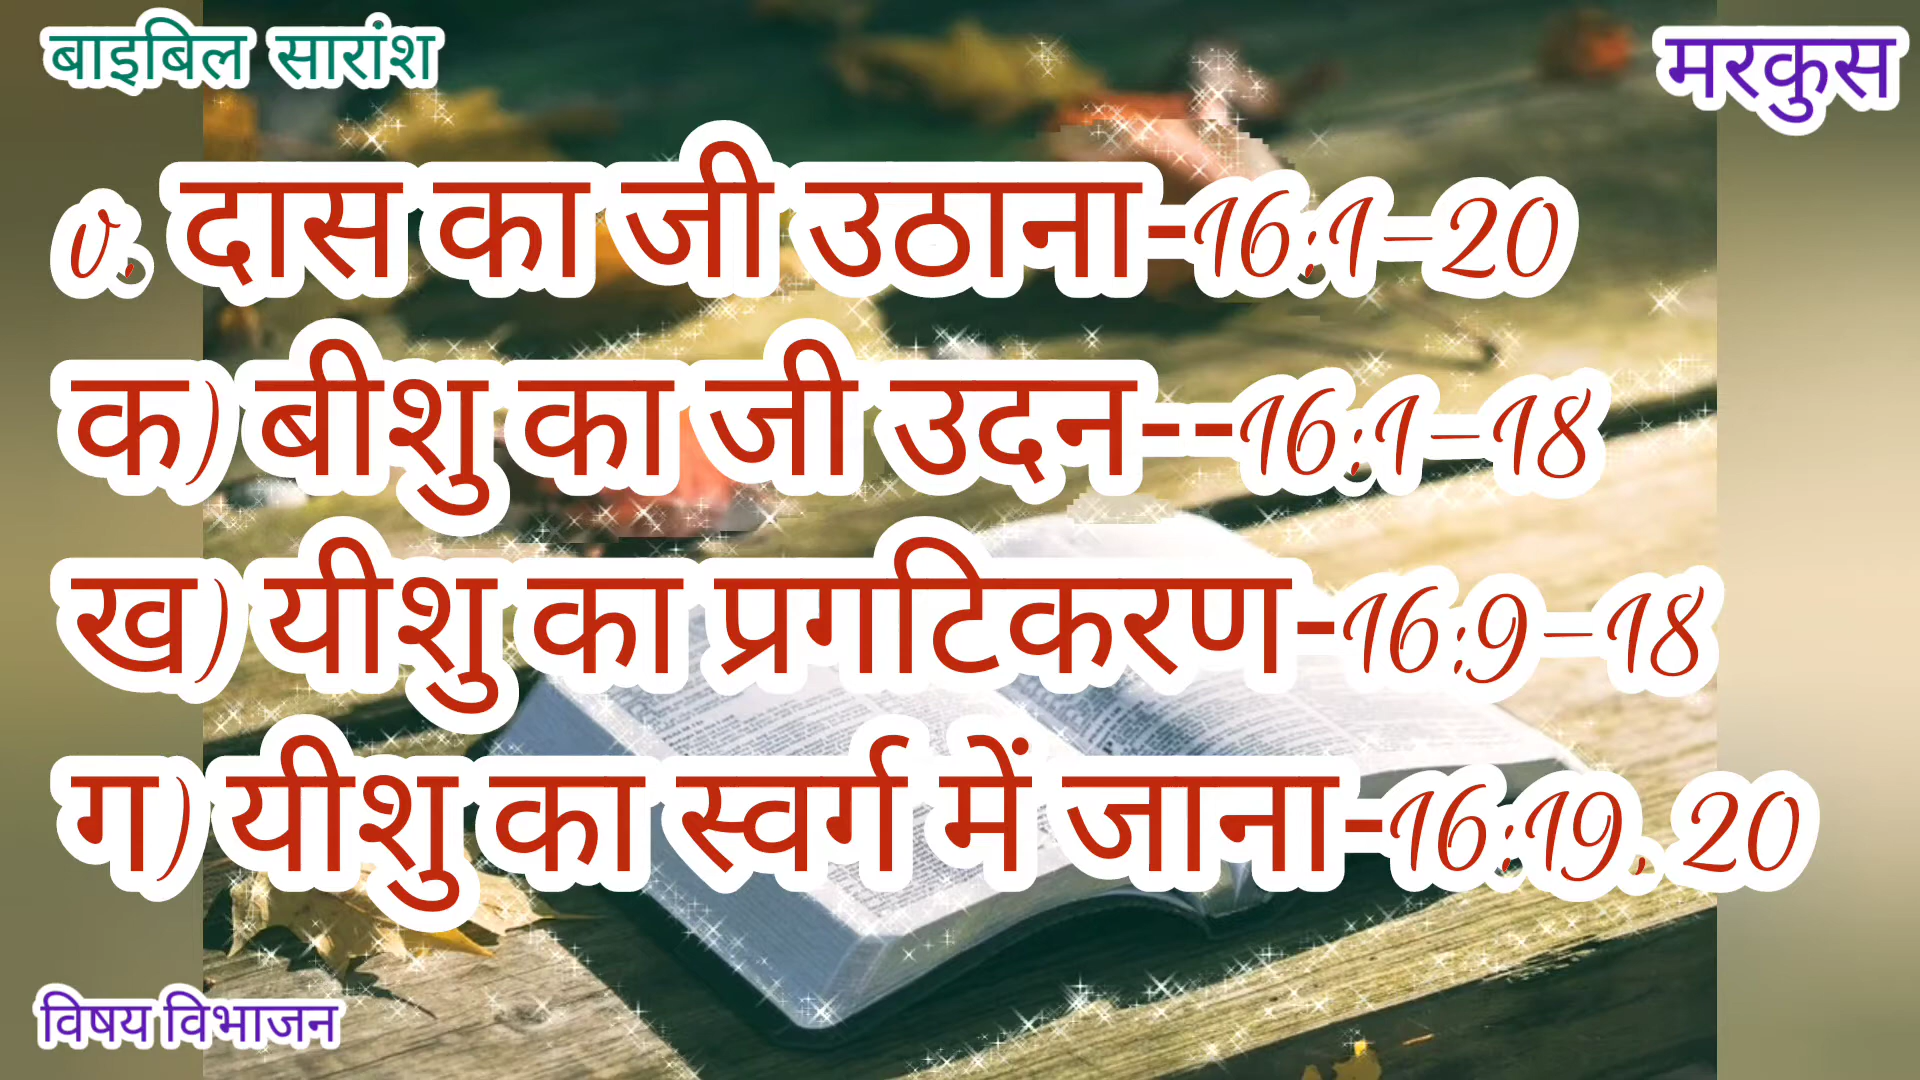 बाइबिल सारांश
मरकुस
v. दास का जी उठाना-16:1-20
क) बीशु का जी उदन--16:1-18
ख) यीशु का प्रगटिकरण-16:9-18
ग) यीशु का स्वर्ग में जाना-16:19, 20
विषय विभाजन